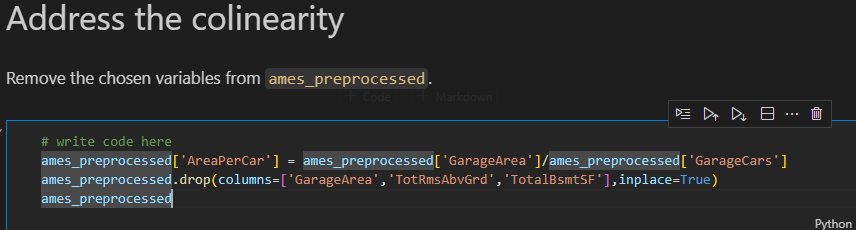 Address the colinearity
Remove the chosen variables from ames_preprocessed.
+ Code + Markdown
# write code here
ames_preprocessed['AreaPerCar'] = ames_preprocessed['GarageArea']/ames_preprocessed['GarageCars']
ames_preprocessed.drop(columns=['GarageArea','TotRmsAbvGrd','TotalBsmtSF'],inplace=True)
ames_preprocessed
Python